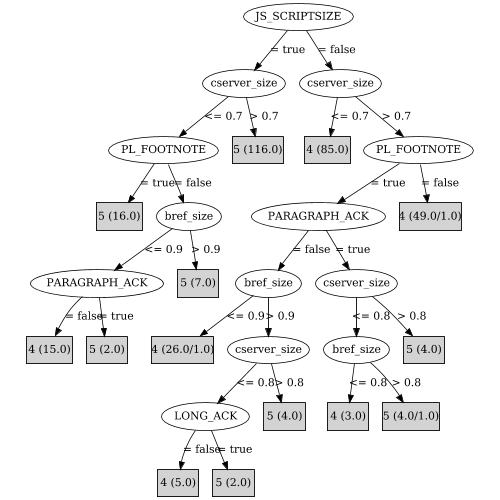 JS_SCRIPTSIZE
= true = false
cserver_size cserver_size
<= 0.7 > 0.7 <= 0.7 > 0.7
PL_FOOTNOTE 5 (116.0) 4 (85.0) PL_FOOTNOTE
= true = false = true = false
5 (16.0) bref_size PARAGRAPH_ACK 4 (49.0/1.0)
<= 0.9 > 0.9 = false = true
PARAGRAPH_ACK 5 (7.0) bref_size cserver_size
= false = true <= 0.9 > 0.9 <= 0.8 > 0.8
4 (15.0) 5 (2.0) 4 (26.0/1.0) cserver_size bref_size 5 (4.0)
<= 0.8 > 0.8 <= 0.8 > 0.8
LONG_ACK 5 (4.0) 4 (3.0) 5 (4.0/1.0)
= false = true
4 (5.0) 5 (2.0)